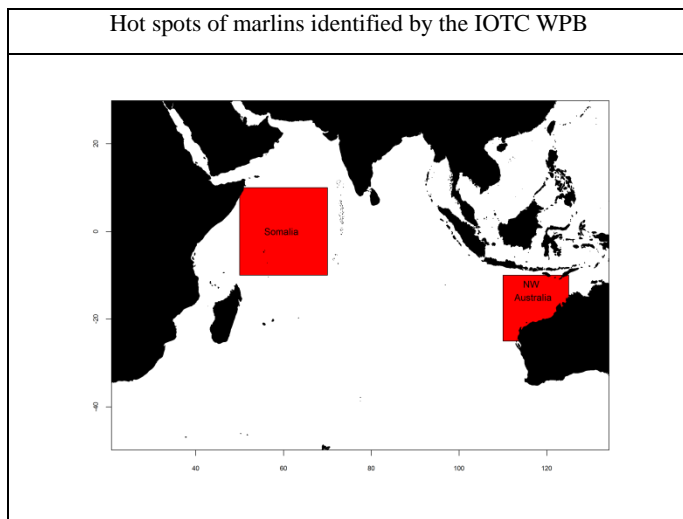 Hot spots of marlins identified by the IOTC WPB
20
0
-20
-40
Somalia
NW
Australia
40
60
80
100
120